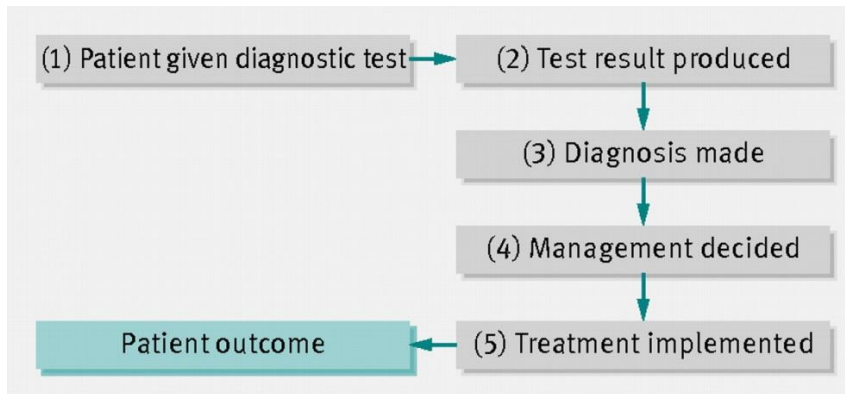 (1) Patient given diagnostic test
(2) Test result produced
(3) Diagnosis made
(4) Management decided
(5) Treatment implemented
Patient outcome